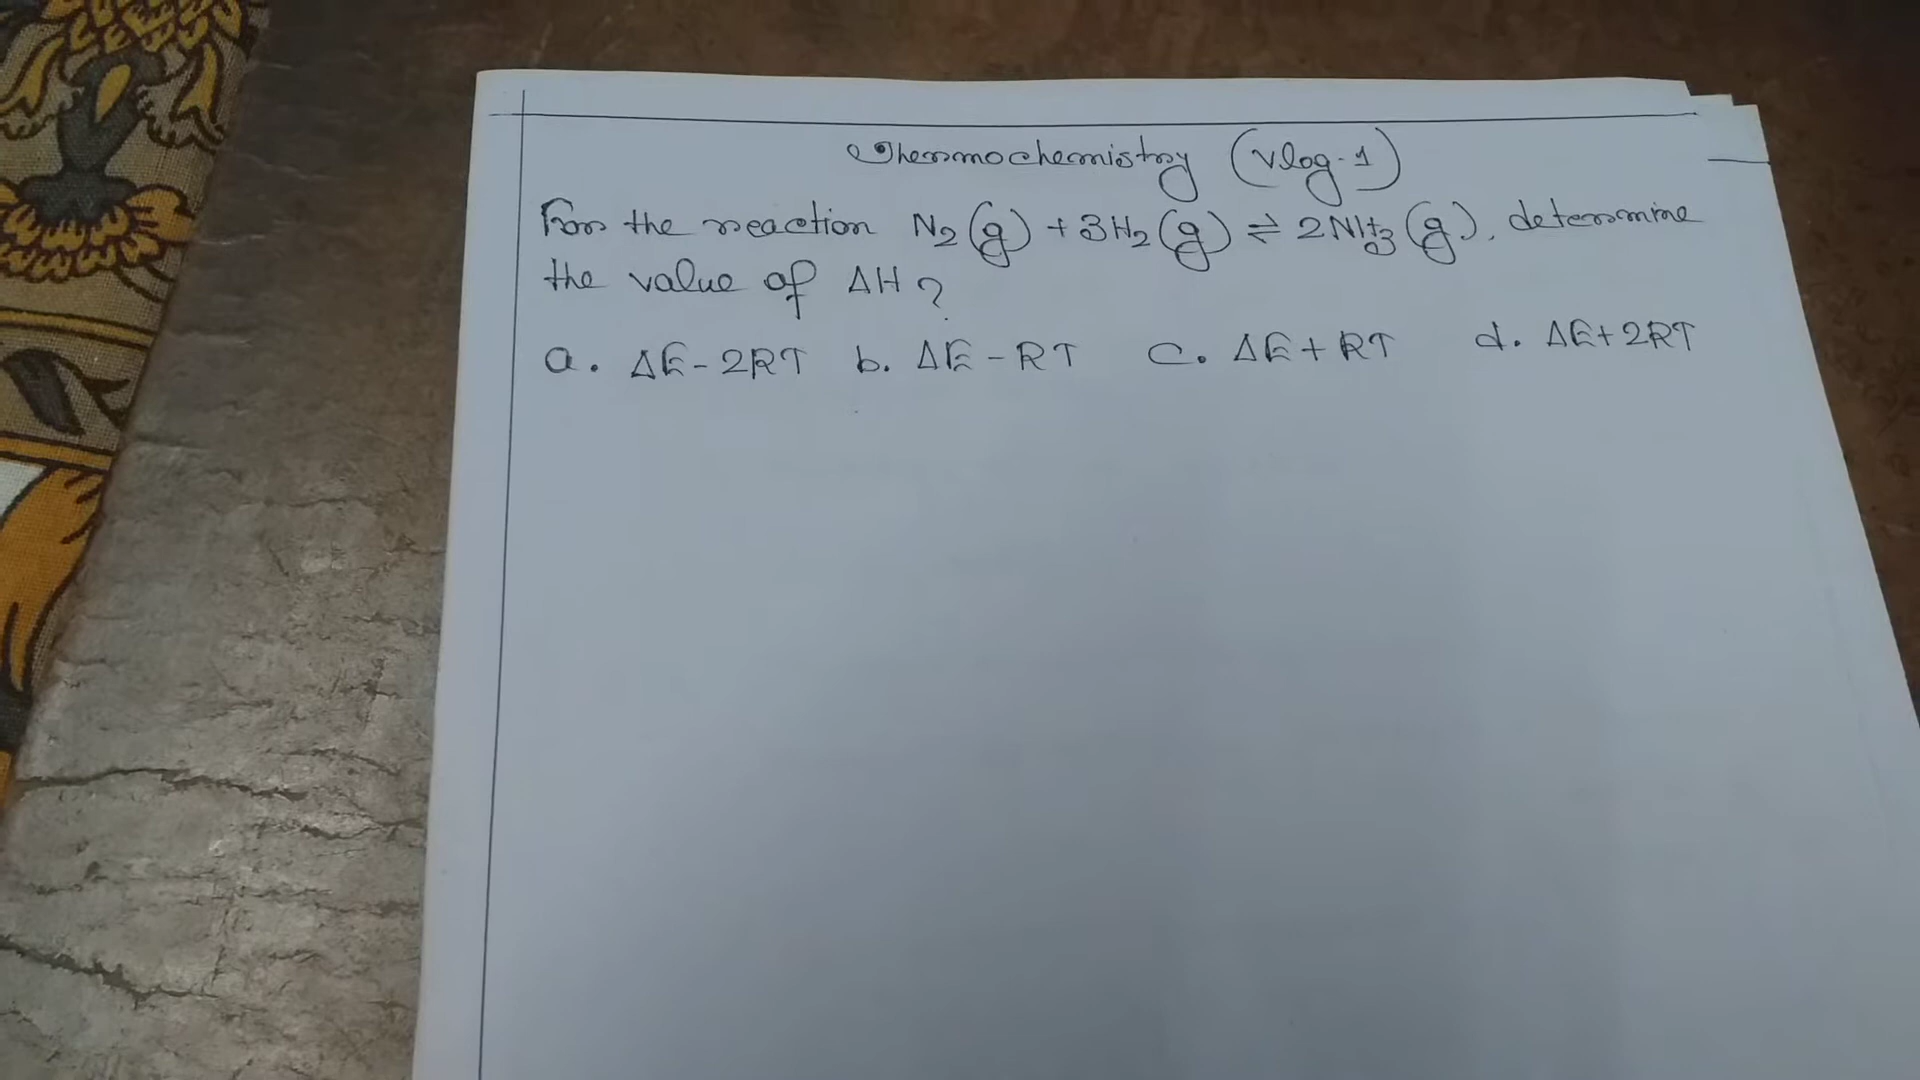 Thermochemistry (Vlog-1)
For the reaction N₂(g) + 3H₂(g) ⇌ 2NH₃(g), determine
the value of ΔH?
a. ΔE - 2RT b. ΔE - RT c. ΔE + RT d. ΔE + 2RT